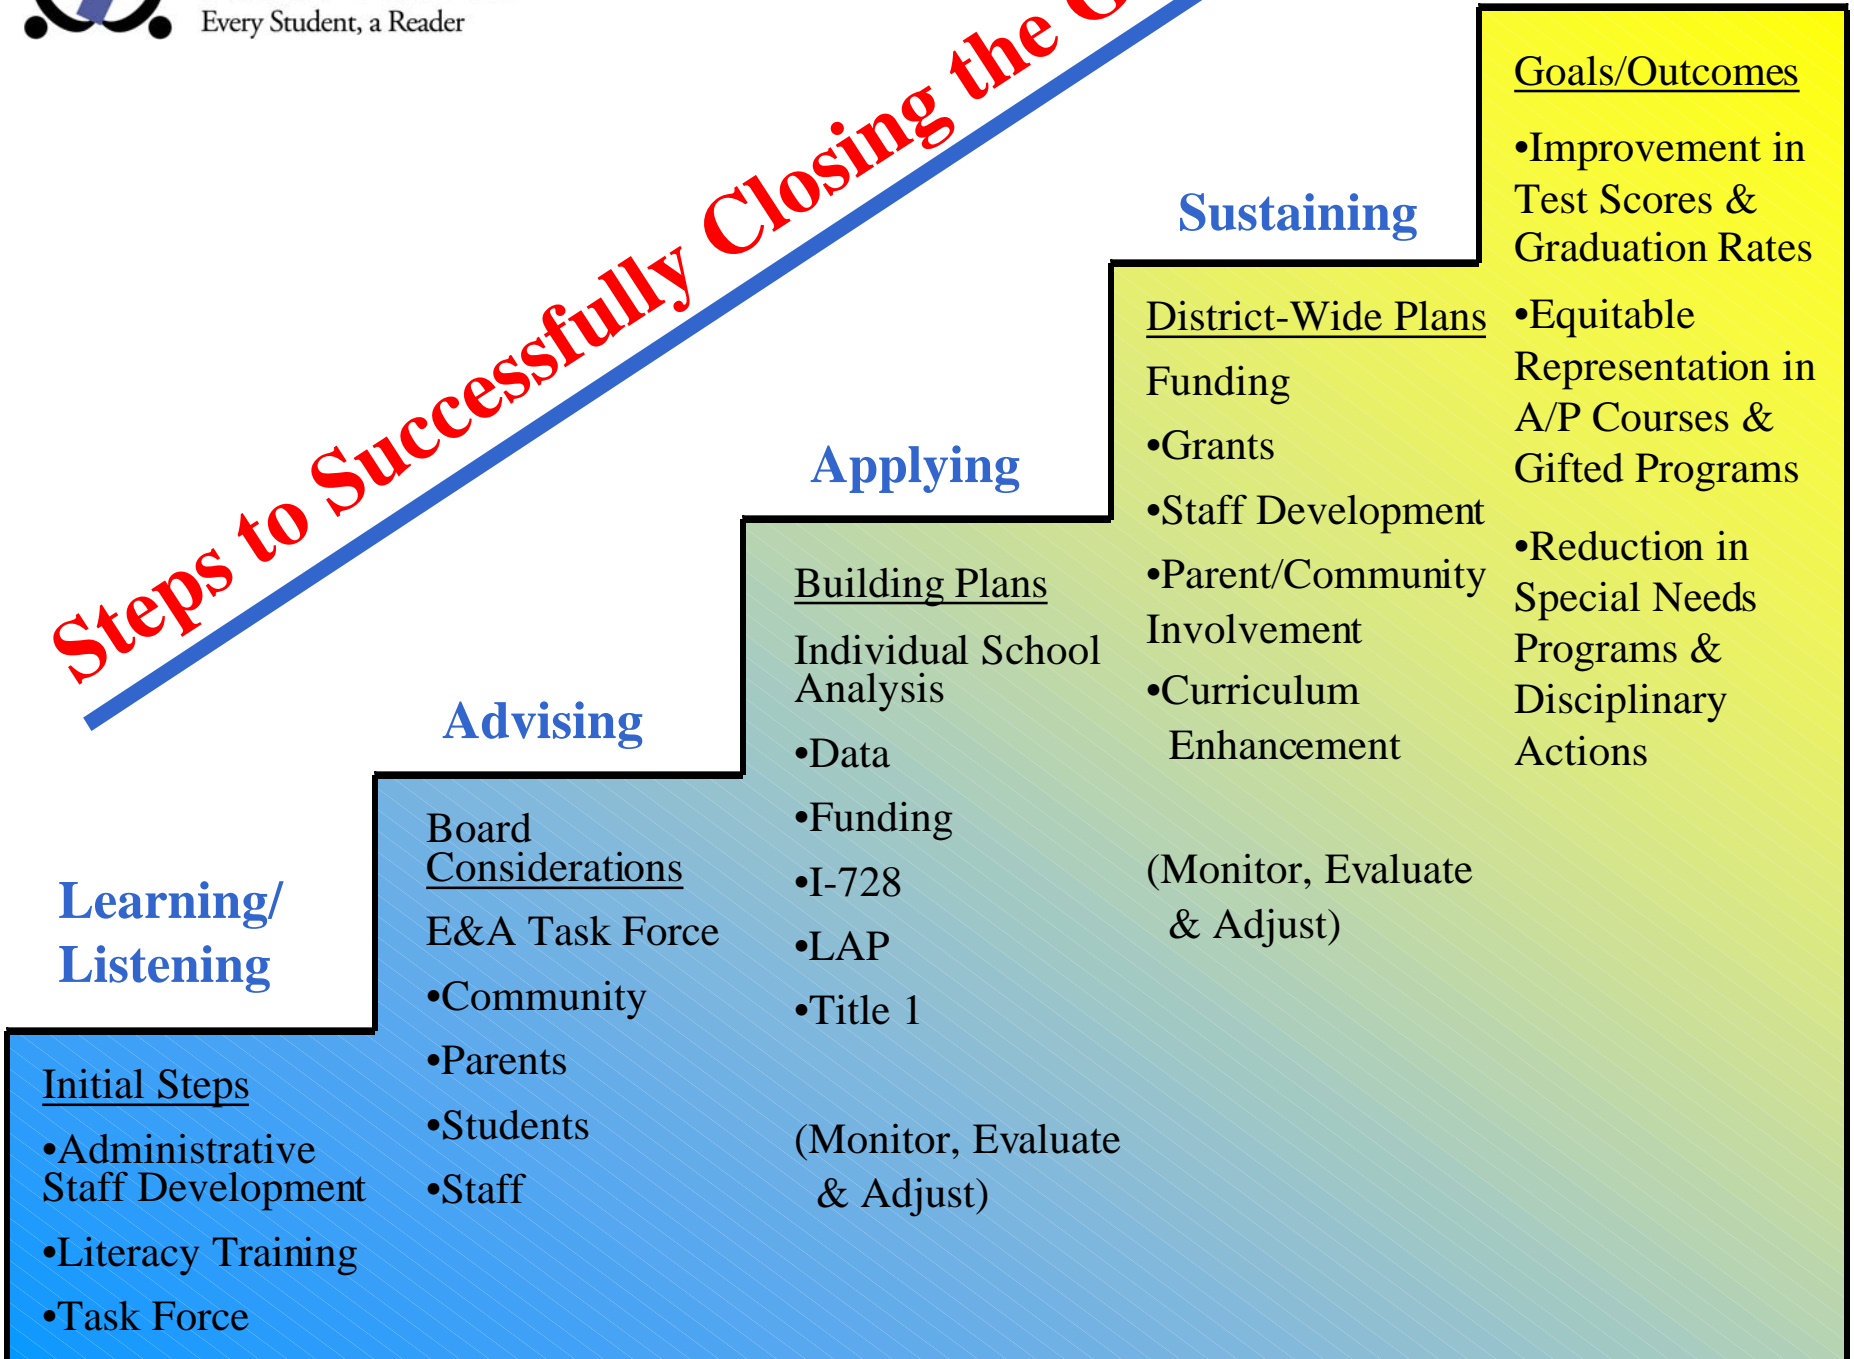 Every Student, a Reader
Steps to Successfully Closing the
Learning/
Listening
Initial Steps
•Administrative
Staff Development
•Literacy Training
•Task Force
Advising
Board
Considerations
E&A Task Force
•Community
•Parents
•Students
•Staff
Applying
Building Plans
Individual School
Analysis
•Data
•Funding
•I-728
•LAP
•Title 1
(Monitor, Evaluate
& Adjust)
Sustaining
District-Wide Plans
Funding
•Grants
•Staff Development
•Parent/Community
Involvement
•Curriculum
Enhancement
(Monitor, Evaluate
& Adjust)
Goals/Outcomes
•Improvement in
Test Scores &
Graduation Rates
•Equitable
Representation in
A/P Courses &
Gifted Programs
•Reduction in
Special Needs
Programs &
Disciplinary
Actions